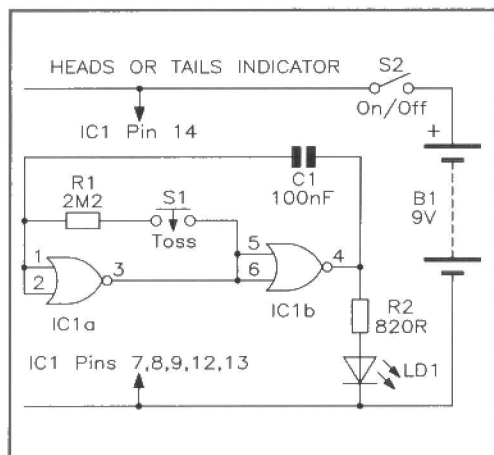 HEADS OR TAILS INDICATOR
S2
On/Off
IC1 Pin 14
+
C1
100nF
B1
9V
R1
2M2
S1
Toss
1
2
3
IC1a
5
6
4
IC1b
R2
820R
IC1 Pins 7,8,9,12,13
LD1